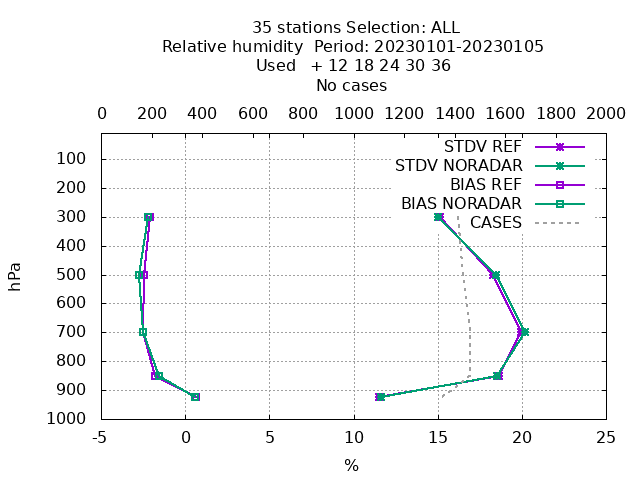 35 stations Selection: ALL
Relative humidity  Period: 20230101-20230105
Used   + 12 18 24 30 36
No cases
0 200 400 600 800 1000 1200 1400 1600 1800 2000
STDV REF
STDV NORADAR
BIAS REF
BIAS NORADAR
CASES
hPa
100
200
300
400
500
600
700
800
900
1000
-5 0 5 10 15 20 25
%